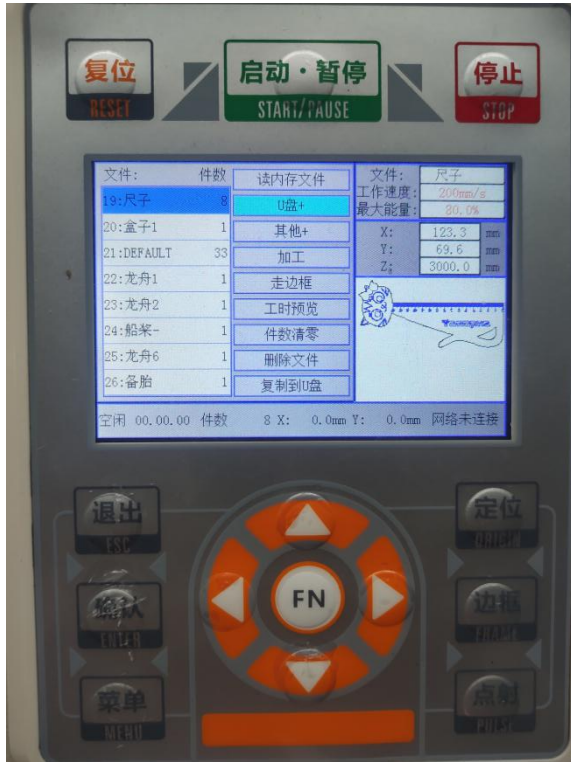 复位
RESET
启动·暂停
START/PAUSE
停止
STOP
文件: 件数
19:尺子 8
20:盒子1 1
21:DEFAULT 33
22:龙舟1 1
23:龙舟2 1
24:船桨- 1
25:龙舟6 1
26:备胎 1
读内存文件
U盘+
其他+
加工
走边框
工时预览
件数清零
删除文件
复制到U盘
文件: 尺子
工作速度: 200mm/s
最大能量: 80.0%
X: 123.3 mm
Y: 69.6 mm
Z: 3000.0 mm
空闲 00.00.00 件数 8 X: 0.0mm Y: 0.0mm 网络未连接
退出
ESC
定位
ORIGIN
FN
确认
ENTER
边框
FRAME
菜单
MENU
点射
PULSE